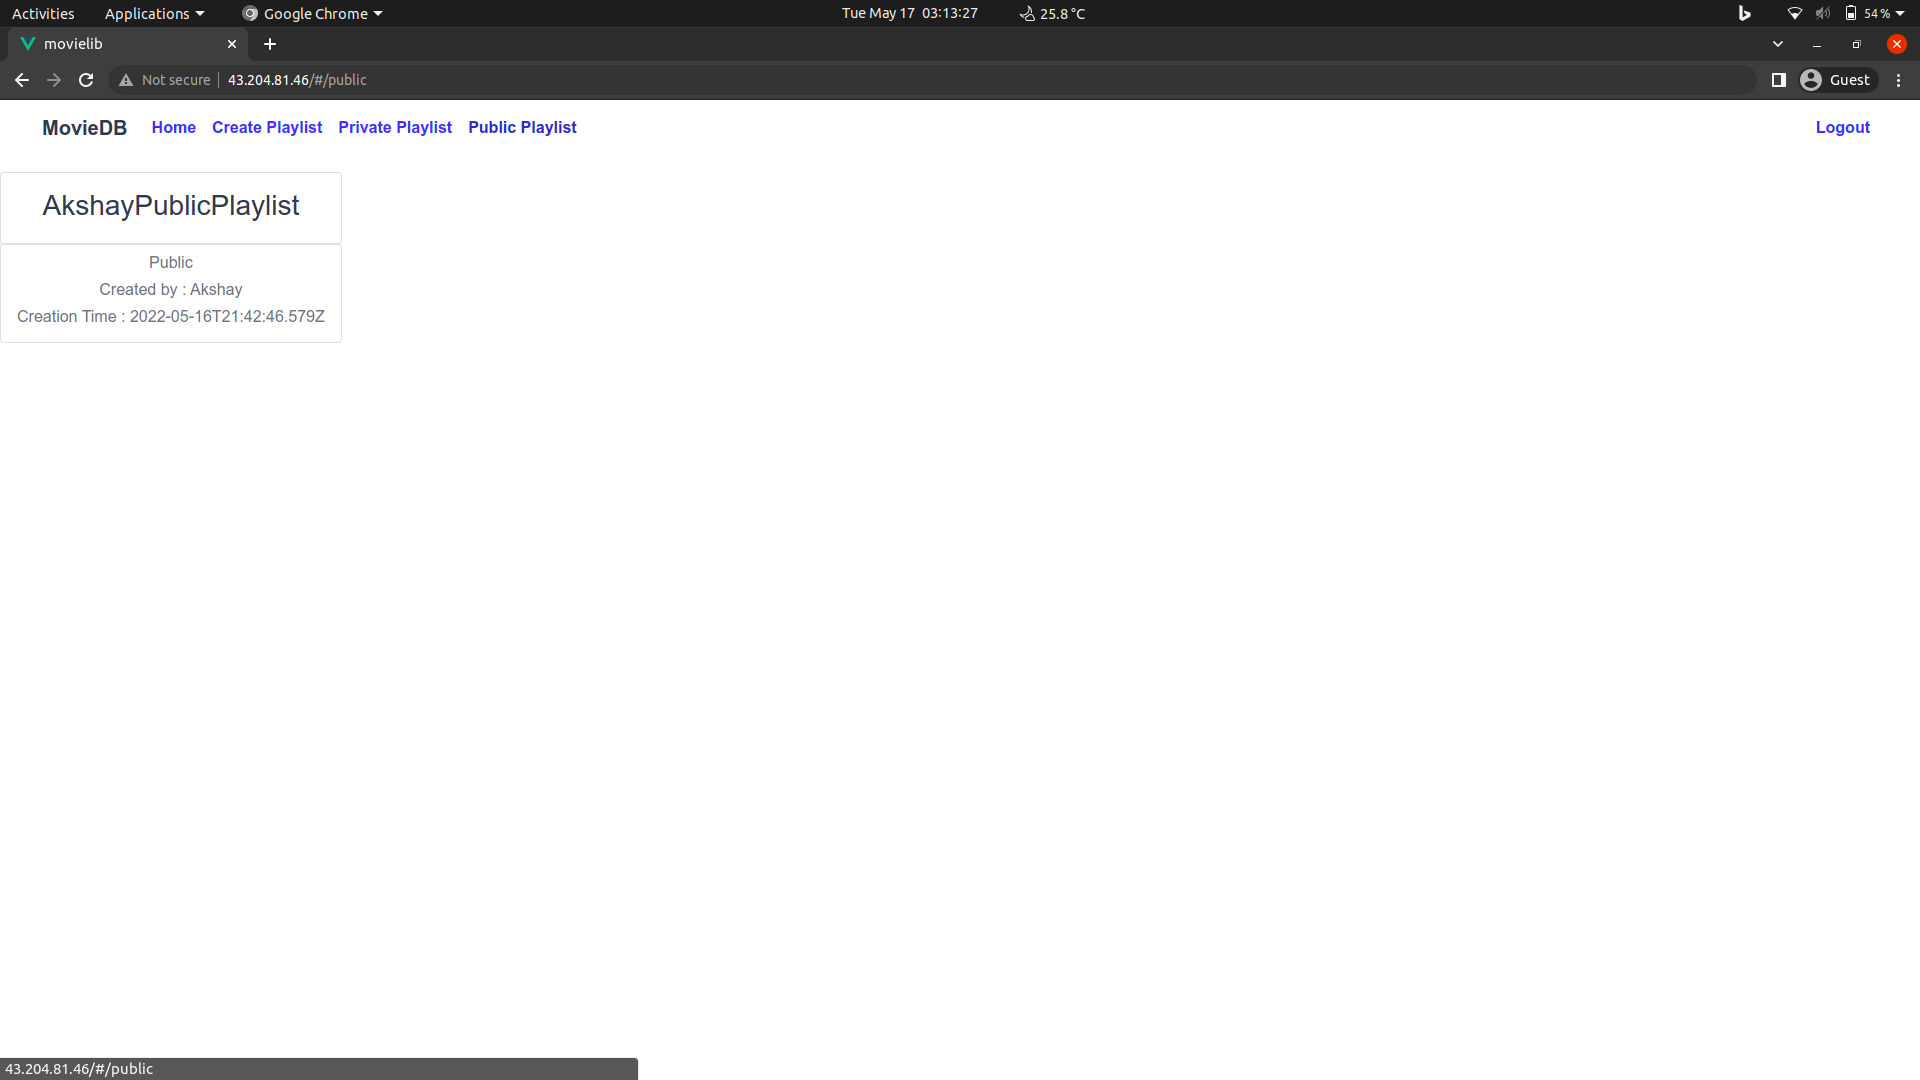 Activities Applications Google Chrome Tue May 17 03:13:27 25.8 °C 54 %
movielib
Not secure 43.204.81.46/#/public Guest
MovieDB Home Create Playlist Private Playlist Public Playlist Logout
AkshayPublicPlaylist
Public
Created by : Akshay
Creation Time : 2022-05-16T21:42:46.579Z
43.204.81.46/#/public